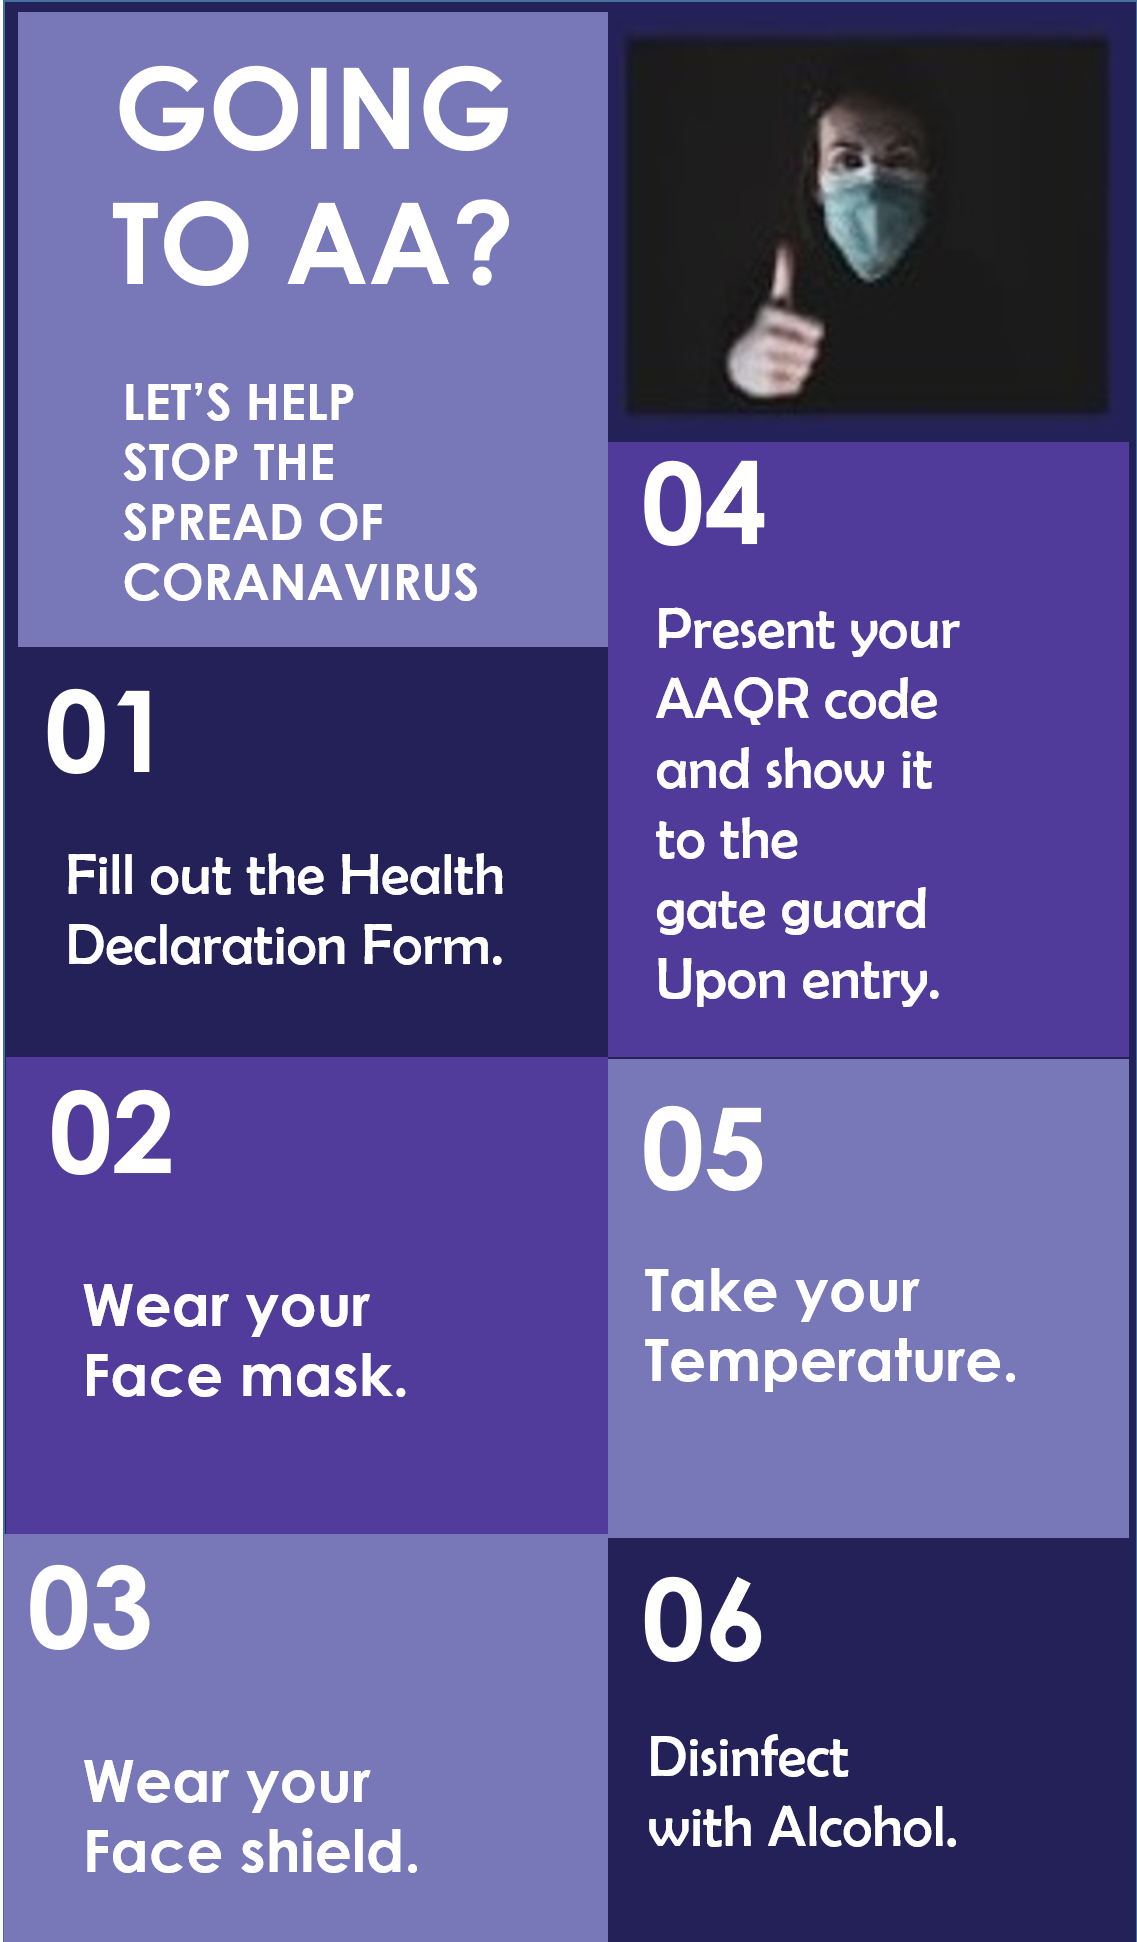 GOING
TO AA?
LET'S HELP
STOP THE
SPREAD OF
CORANAVIRUS
01
Fill out the Health
Declaration Form.
02
Wear your
Face mask.
03
Wear your
Face shield.
04
Present your
AAQR code
and show it
to the
gate guard
Upon entry.
05
Take your
Temperature.
06
Disinfect
with Alcohol.